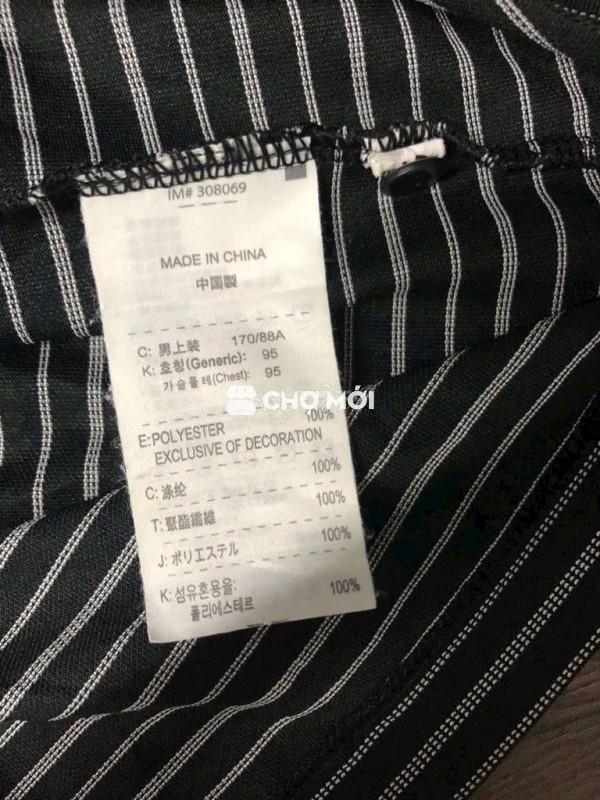 IM# 308069
MADE IN CHINA
中国製
C: 男上装 170/88A
K: 호칭(Generic): 95
가슴둘레(Chest): 95
CHỢ MỚI
E:POLYESTER 100%
EXCLUSIVE OF DECORATION
C: 涤纶 100%
T: 聚酯纖維 100%
J: ポリエステル 100%
K: 섬유혼용율: 100%
폴리에스테르